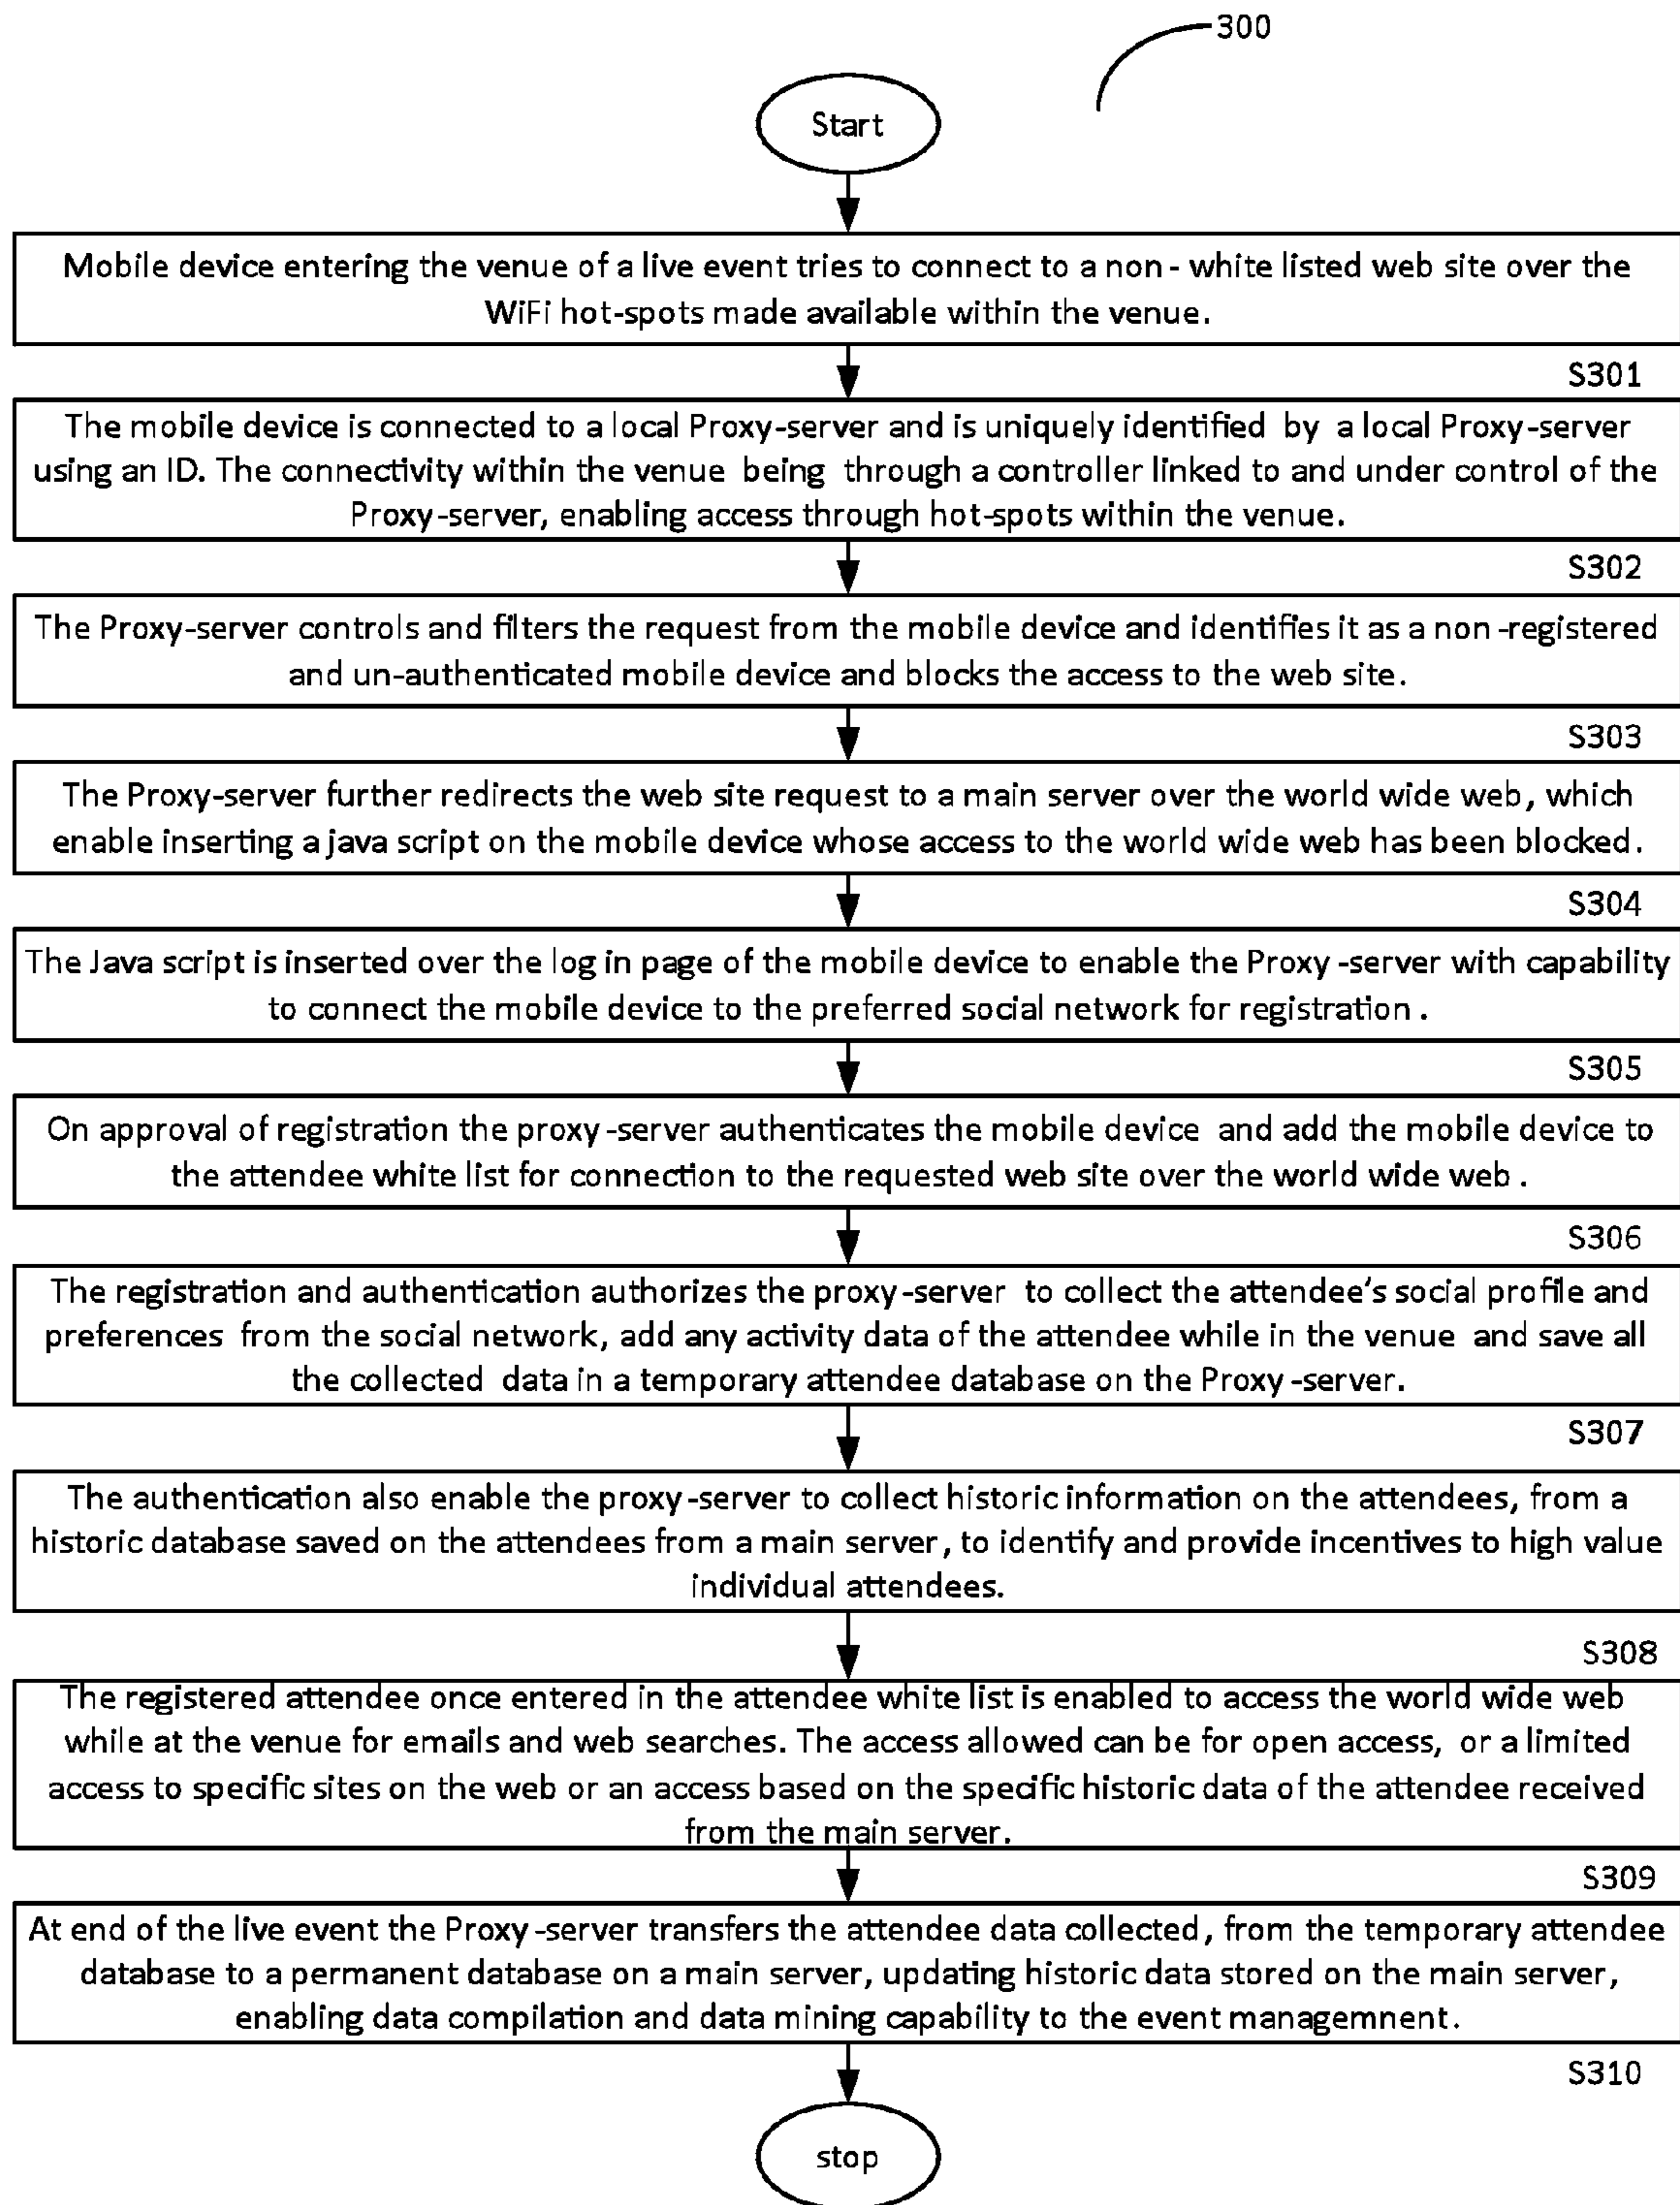 300
Start
Mobile device entering the venue of a live event tries to connect to a non - white listed web site over the
WiFi hot-spots made available within the venue.
S301
The mobile device is connected to a local Proxy-server and is uniquely identified by a local Proxy-server
using an ID. The connectivity within the venue being through a controller linked to and under control of the
Proxy-server, enabling access through hot-spots within the venue.
S302
The Proxy-server controls and filters the request from the mobile device and identifies it as a non -registered
and un-authenticated mobile device and blocks the access to the web site.
S303
The Proxy-server further redirects the web site request to a main server over the world wide web, which
enable inserting a java script on the mobile device whose access to the world wide web has been blocked.
S304
The Java script is inserted over the log in page of the mobile device to enable the Proxy -server with capability
to connect the mobile device to the preferred social network for registration .
S305
On approval of registration the proxy -server authenticates the mobile device and add the mobile device to
the attendee white list for connection to the requested web site over the world wide web .
S306
The registration and authentication authorizes the proxy -server to collect the attendee's social profile and
preferences from the social network, add any activity data of the attendee while in the venue and save all
the collected data in a temporary attendee database on the Proxy -server.
S307
The authentication also enable the proxy -server to collect historic information on the attendees, from a
historic database saved on the attendees from a main server, to identify and provide incentives to high value
individual attendees.
S308
The registered attendee once entered in the attendee white list is enabled to access the world wide web
while at the venue for emails and web searches. The access allowed can be for open access, or a limited
access to specific sites on the web or an access based on the specific historic data of the attendee received
from the main server.
S309
At end of the live event the Proxy -server transfers the attendee data collected, from the temporary attendee
database to a permanent database on a main server, updating historic data stored on the main server,
enabling data compilation and data mining capability to the event managemnent.
S310
stop